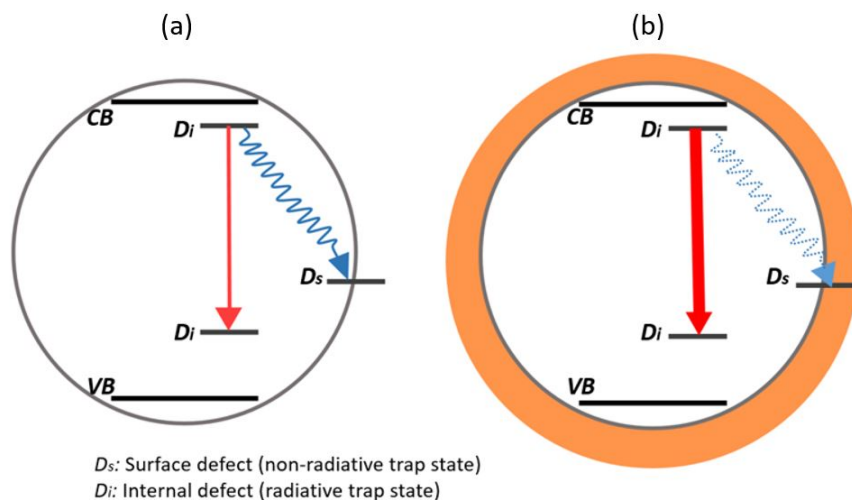 (a) (b)
CB Di CB Di
Ds Ds
Di Di
VB VB
Ds: Surface defect (non-radiative trap state)
Di: Internal defect (radiative trap state)